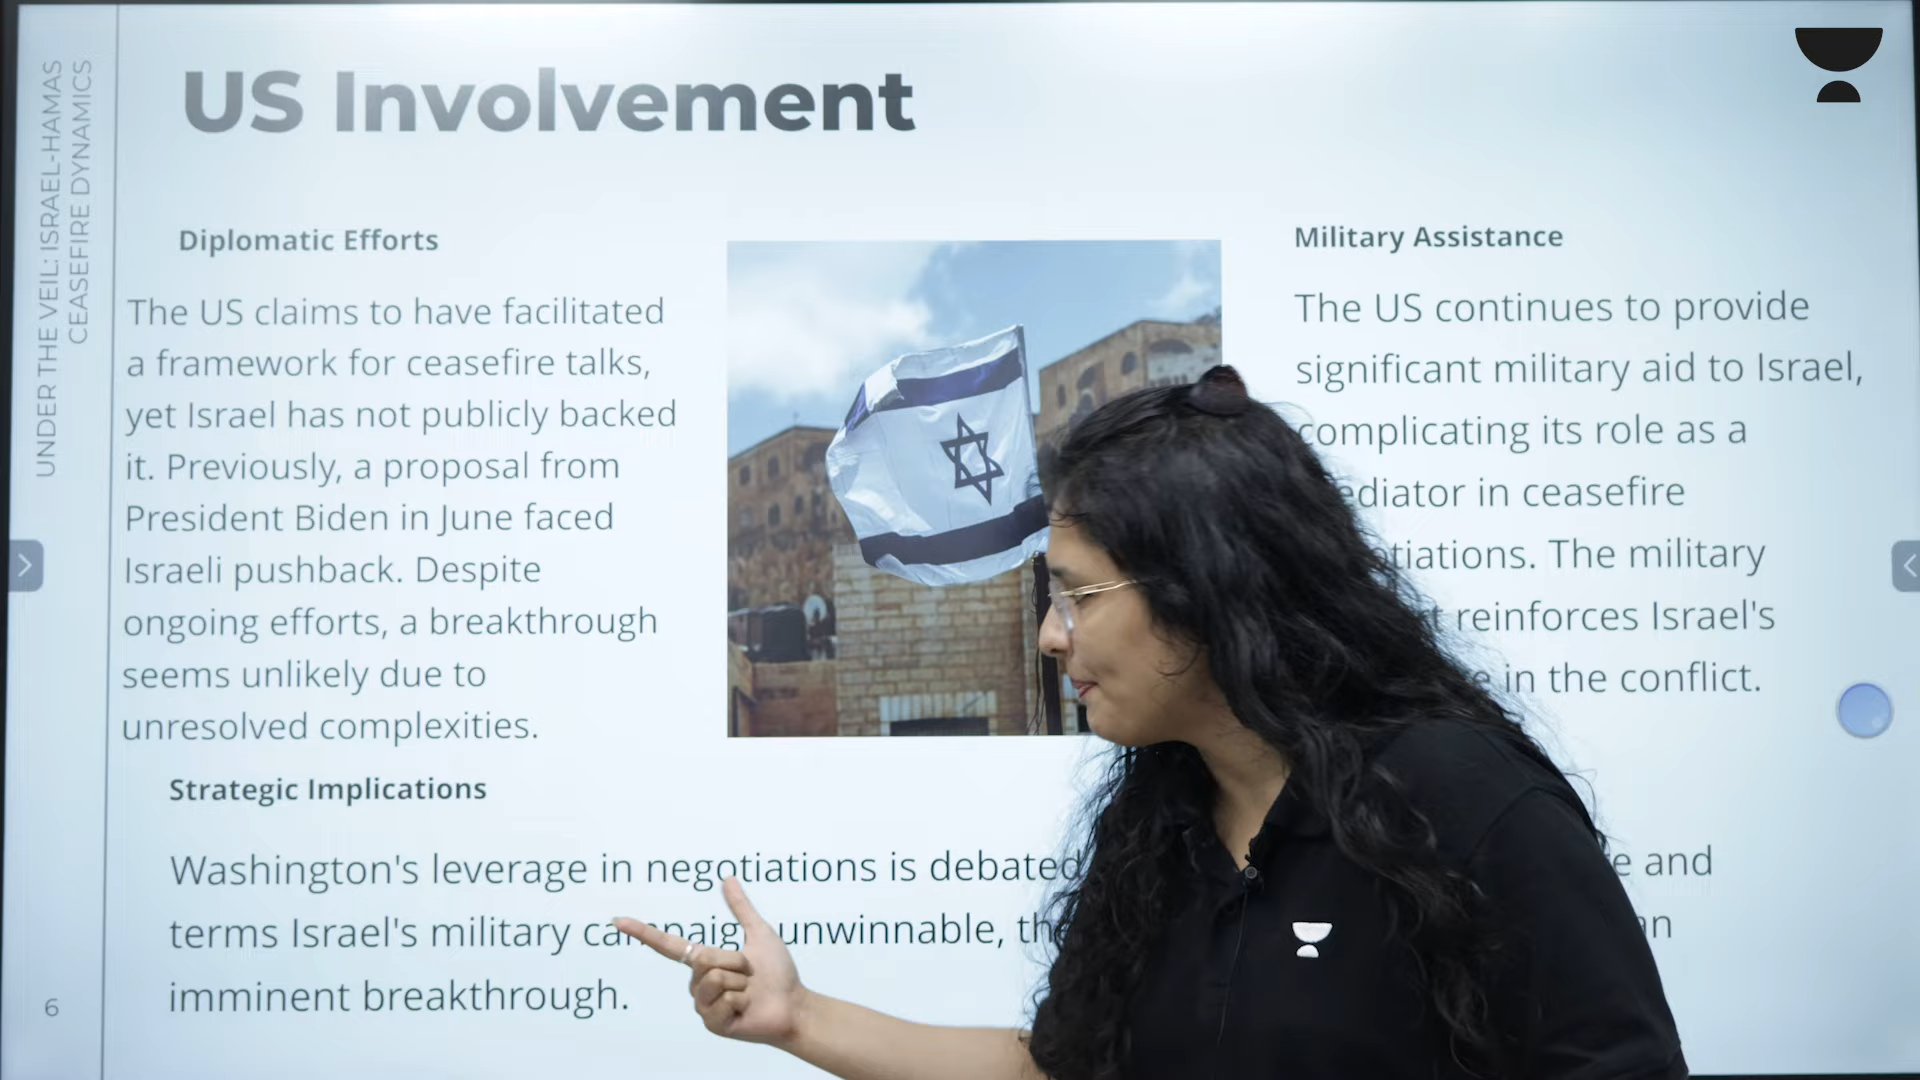 UNDER THE VEIL: ISRAEL-HAMAS
CEASEFIRE DYNAMICS
US Involvement
Diplomatic Efforts
The US claims to have facilitated
a framework for ceasefire talks,
yet Israel has not publicly backed
it. Previously, a proposal from
President Biden in June faced
Israeli pushback. Despite
ongoing efforts, a breakthrough
seems unlikely due to
unresolved complexities.
Military Assistance
The US continues to provide
significant military aid to Israel,
complicating its role as a
in ceasefire
The military
reinforces Israel's
in the conflict.
Strategic Implications
Washington's leverage in negotiations is debated and
terms Israel's military campaign unwinnable,
imminent breakthrough.
6